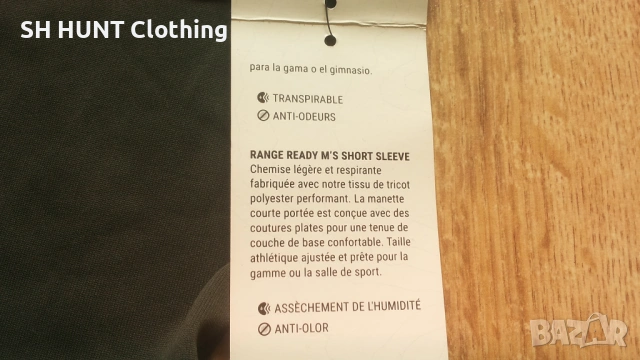 SH HUNT Clothing
para la gama o el gimnasio.
TRANSPIRABLE
ANTI-ODEURS
RANGE READY M'S SHORT SLEEVE
Chemise légère et respirante
fabriquée avec notre tissu de tricot
polyester performant. La manette
courte portée est conçue avec des
coutures plates pour une tenue de
couche de base confortable. Taille
athlétique ajustée et prête pour la
gamme ou la salle de sport.
ASSÈCHEMENT DE L'HUMIDITÉ
ANTI-OLOR
BAZAR